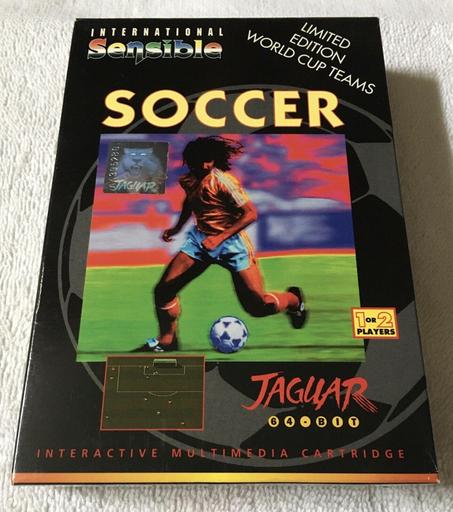 INTERNATIONAL
Sensible
LIMITED
EDITION
WORLD CUP TEAMS
SOCCER
JAGUAR
1 OR 2
PLAYERS
JAGUAR
64-BIT
INTERACTIVE MULTIMEDIA CARTRIDGE